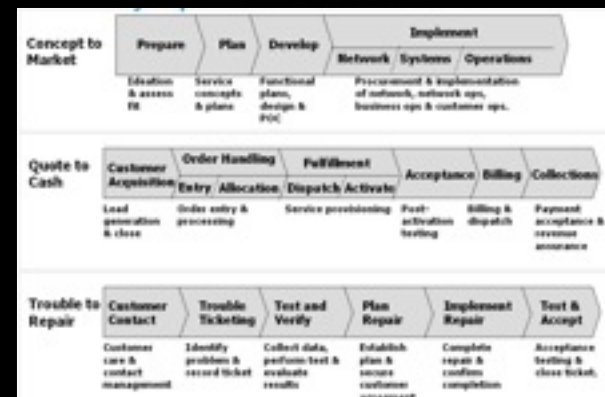 Concept to
Market
Prepare
Plan
Develop
Implement
Network Systems Operations
Ideation
& assess
fit
Service
concepts
& plans
Functional
plans,
design &
POC
Procurement & implementation
of network, network ops,
business ops & customer ops.
Quote to
Cash
Customer
Acquisition
Order Handling
Entry Allocation
Fulfillment
Dispatch Activate
Acceptance
Billing
Collections
Lead
generation
& close
Order entry &
processing
Service provisioning
Post-
activation
testing
Billing &
dispatch
Payment
acceptance &
revenue
assurance
Trouble to
Repair
Customer
Contact
Trouble
Ticketing
Test and
Verify
Plan
Repair
Implement
Repair
Test &
Accept
Customer
care &
contact
management
Identify
problem &
record ticket
Collect data,
perform test &
evaluate
results
Establish
plan &
secure
customer
Complete
repair &
confirm
completion
Acceptance
testing &
close ticket.